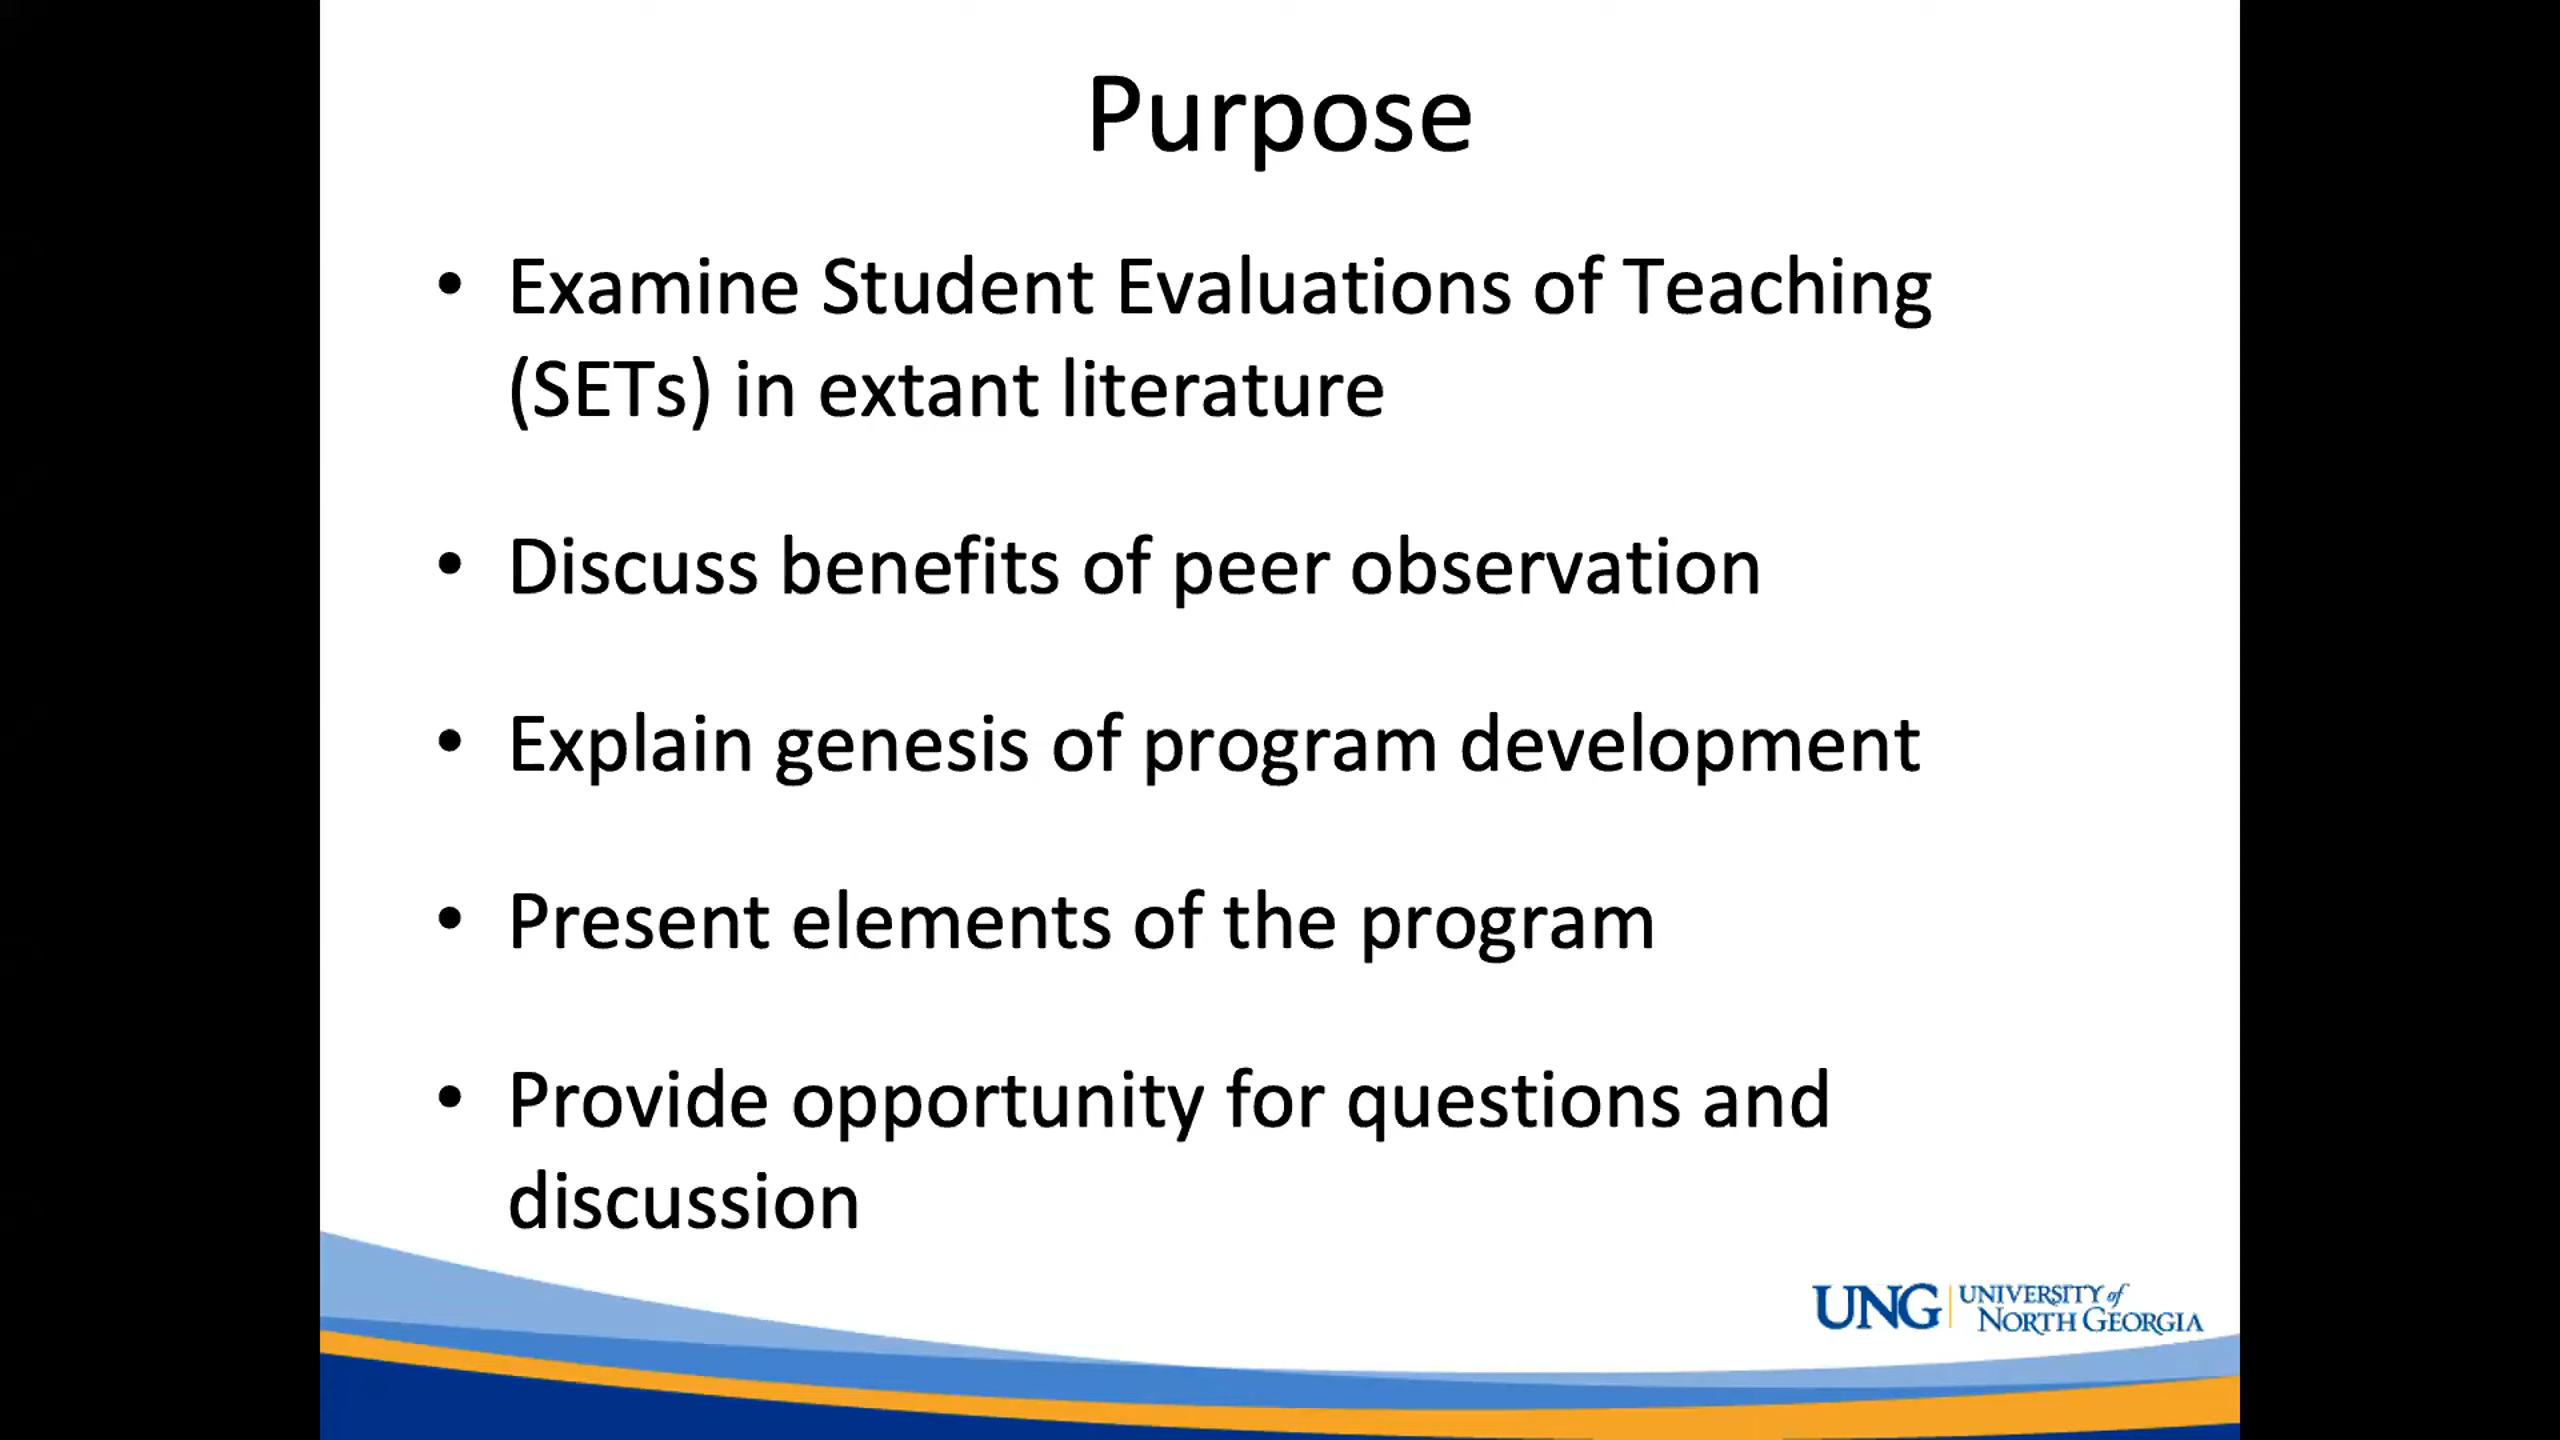 Purpose
• Examine Student Evaluations of Teaching
(SETs) in extant literature
• Discuss benefits of peer observation
• Explain genesis of program development
• Present elements of the program
• Provide opportunity for questions and
discussion
UNG UNIVERSITY of
NORTH GEORGIA